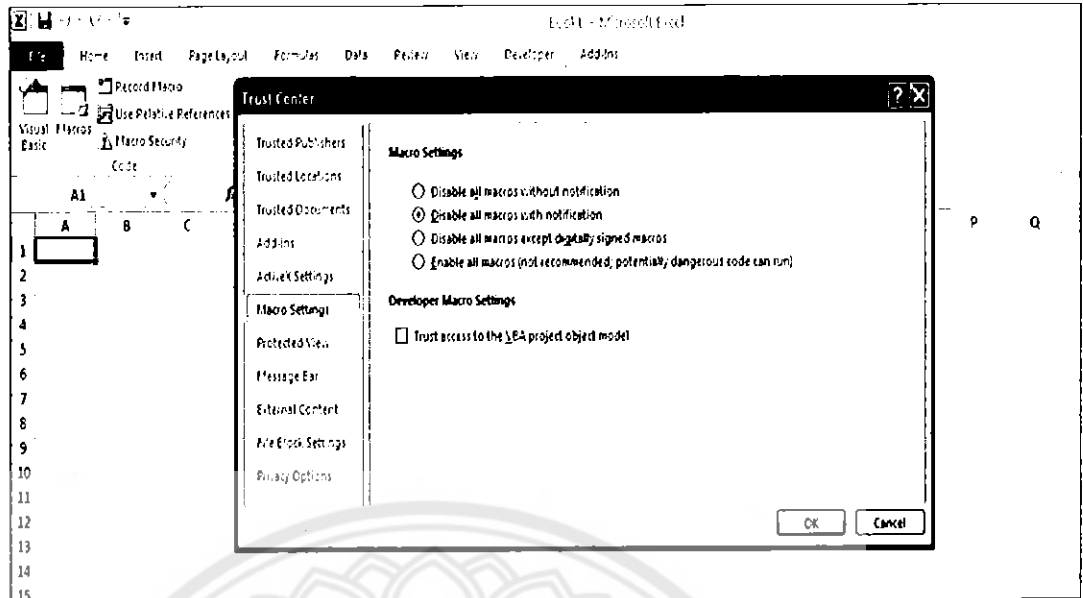 Book1 - Microsoft Excel
File Home Insert Page Layout Formulas Data Review View Developer Add-Ins
Visual Basic
Macros
Record Macro
Use Relative References
Macro Security
Code
A1
A B C P Q
1
2
3
4
5
6
7
8
9
10
11
12
13
14
15
Trust Center
Trusted Publishers
Trusted Locations
Trusted Documents
Add-ins
ActiveX Settings
Macro Settings
Protected View
Message Bar
External Content
File Block Settings
Privacy Options
Macro Settings
Disable all macros without notification
Disable all macros with notification
Disable all macros except digitally signed macros
Enable all macros (not recommended; potentially dangerous code can run)
Developer Macro Settings
Trust access to the VBA project object model
OK Cancel